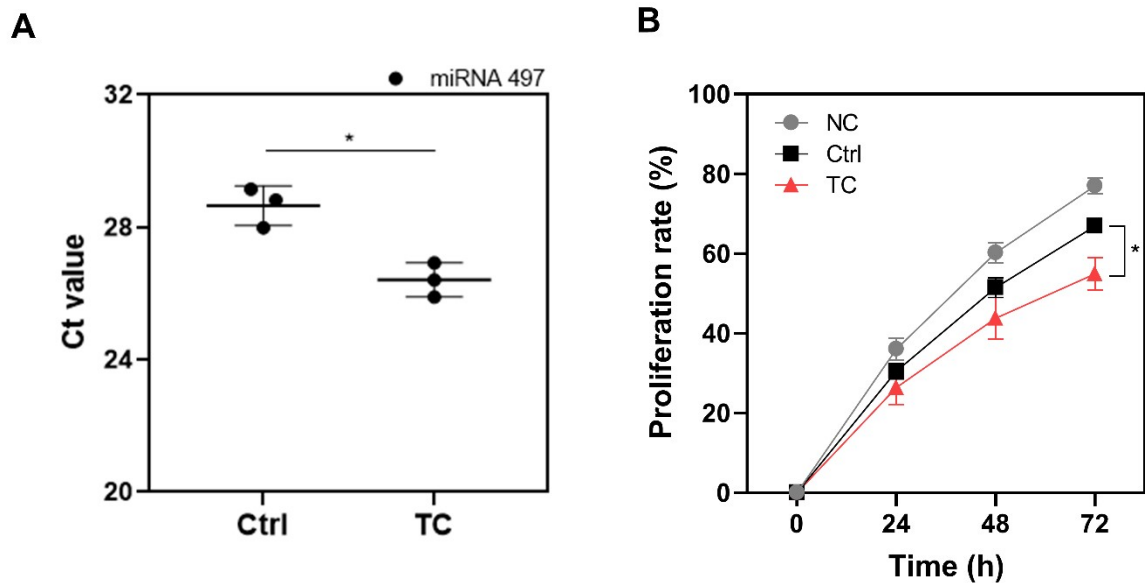 A
miRNA 497
32
28
24
20
Ct value
*
Ctrl
TC
B
100
80
60
40
20
0
Proliferation rate (%)
NC
Ctrl
TC
*
0
24
48
72
Time (h)